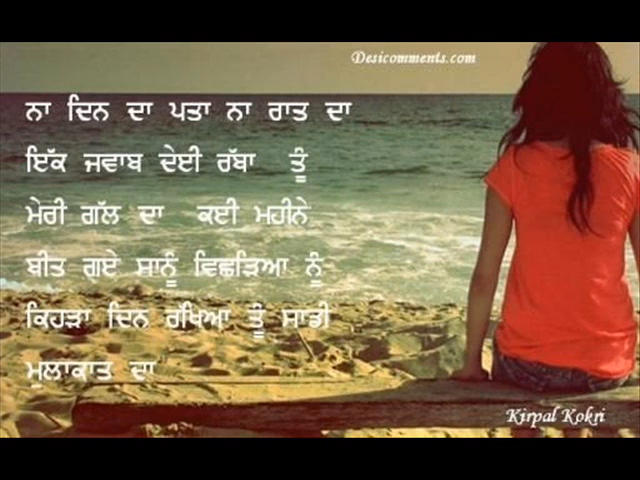 Desicomments.com
ਨਾ ਦਿਨ ਦਾ ਪਤਾ ਨਾ ਰਾਤ ਦਾ
ਇੱਕ ਜਵਾਬ ਦੇਈ ਰੱਬਾ ਤੂੰ
ਮੇਰੀ ਗੱਲ ਦਾ ਕਈ ਮਹੀਨੇ
ਬੀਤ ਗਏ ਸਾਨੂੰ ਵਿਛੜਿਆ ਨੂੰ
ਕਿਹੜਾ ਦਿਨ ਰੱਖਿਆ ਤੂੰ ਸਾਡੀ
ਮੁਲਾਕਾਤ ਦਾ
Kirpal Kokri